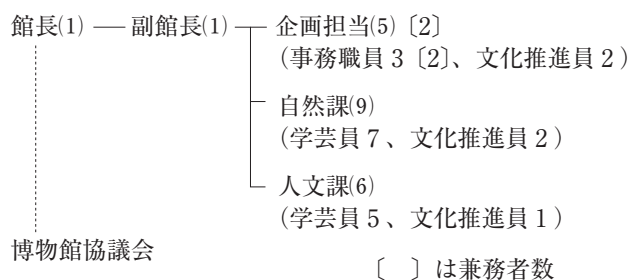 館長(1) ― 副館長(1) ― 企画担当(5)〔2〕
(事務職員3〔2〕、文化推進員2)
自然課(9)
(学芸員7、文化推進員2)
人文課(6)
(学芸員5、文化推進員1)
博物館協議会
〔　〕は兼務者数